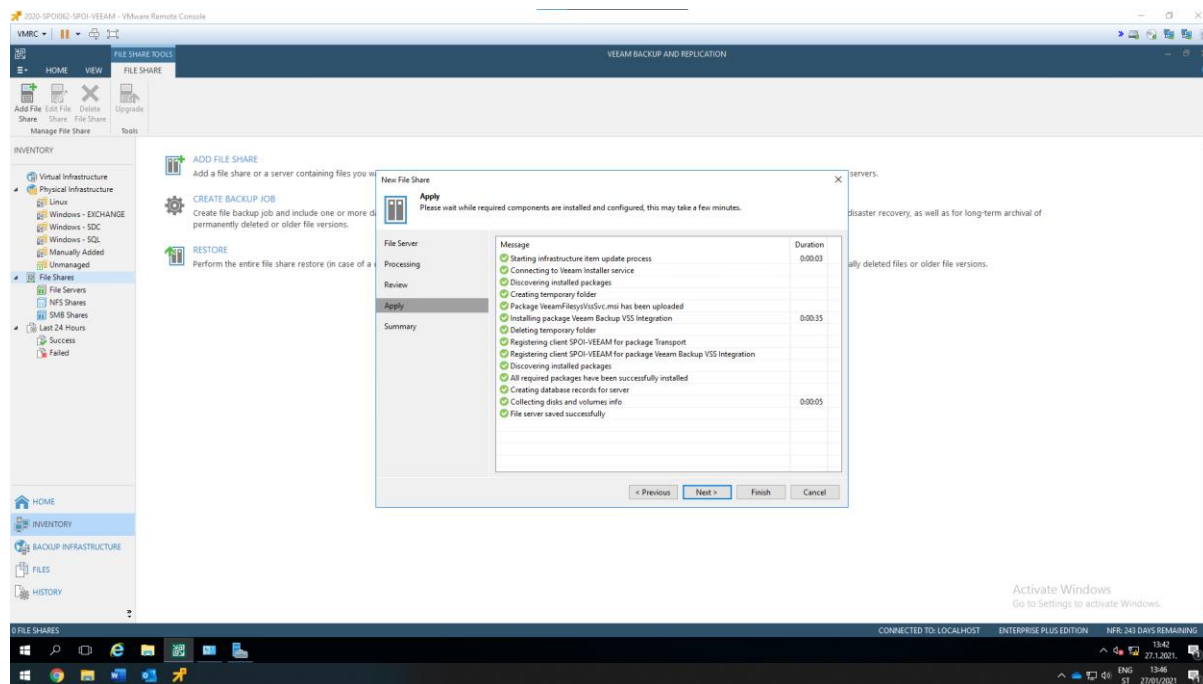 2020-SPOI062-SPOI-VEEAM - VMware Remote Console
VMRC
FILE SHARE TOOLS
VEEAM BACKUP AND REPLICATION
HOME VIEW FILE SHARE
Add File Share
Edit File Share
Delete File Share
Upgrade
Manage File Share
Tools
INVENTORY
Virtual Infrastructure
Physical Infrastructure
Linux
Windows - EXCHANGE
Windows - SDC
Windows - SQL
Manually Added
Unmanaged
File Shares
File Servers
NFS Shares
SMB Shares
Last 24 Hours
Success
Failed
HOME
INVENTORY
BACKUP INFRASTRUCTURE
FILES
HISTORY
ADD FILE SHARE
Add a file share or a server containing files you w
servers.
CREATE BACKUP JOB
Create file backup job and include one or more d
disaster recovery, as well as for long-term archival of
permanently deleted or older file versions.
RESTORE
Perform the entire file share restore (in case of a
ally deleted files or older file versions.
New File Share
Apply
Please wait while required components are installed and configured, this may take a few minutes.
File Server
Processing
Review
Apply
Summary
Message Duration
Starting infrastructure item update process 0:00:03
Connecting to Veeam Installer service
Discovering installed packages
Creating temporary folder
Package VeeamFilesysVssSvc.msi has been uploaded
Installing package Veeam Backup VSS Integration 0:00:35
Deleting temporary folder
Registering client SPOI-VEEAM for package Transport
Registering client SPOI-VEEAM for package Veeam Backup VSS Integration
Discovering installed packages
All required packages have been successfully installed
Creating database records for server
Collecting disks and volumes info 0:00:05
File server saved successfully
< Previous Next > Finish Cancel
Activate Windows
Go to Settings to activate Windows.
0 FILE SHARES
CONNECTED TO: LOCALHOST ENTERPRISE PLUS EDITION NFR: 243 DAYS REMAINING
13:42
27.1.2021.
ENG 13:46
ST 27/01/2021